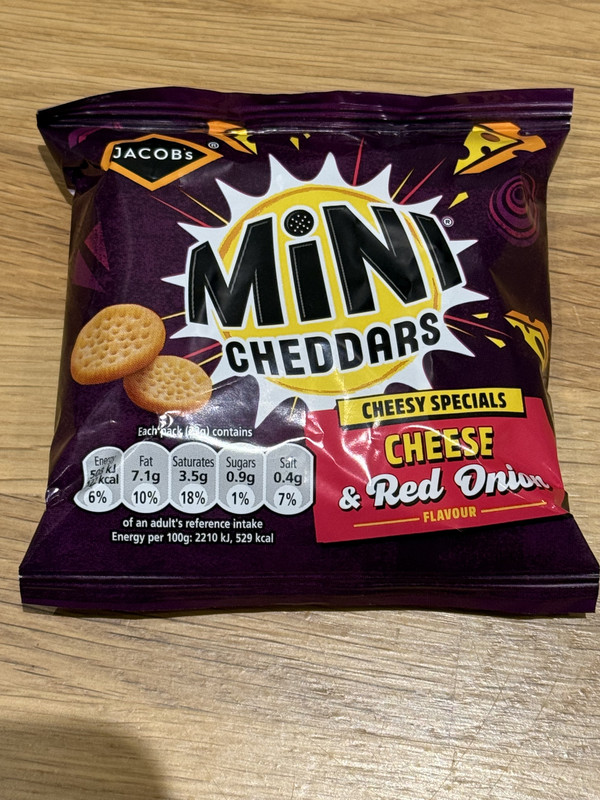 JACOB's ®
MiNi ®
CHEDDARS
CHEESY SPECIALS
CHEESE
& Red Onion
FLAVOUR
Each pack contains
Energy Fat Saturates Sugars Salt
7.1g 3.5g 0.9g 0.4g
kcal
6% 10% 18% 1% 7%
of an adult's reference intake
Energy per 100g: 2210 kJ, 529 kcal